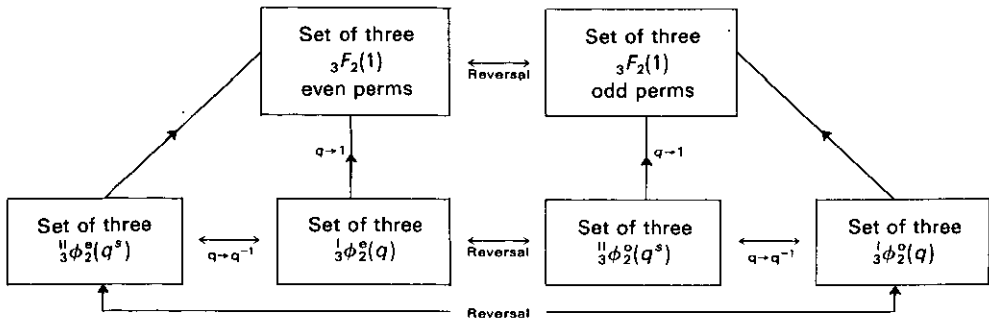 Set of three
₃F₂(1)
even perms
Reversal
Set of three
₃F₂(1)
odd perms
q→1
q→1
Set of three
ᴵᴵ₃ϕ₂ᵉ(qˢ)
q→q⁻¹
Set of three
ᴵ₃ϕ₂ᵉ(q)
Reversal
Set of three
ᴵᴵ₃ϕ₂ᵒ(qˢ)
q→q⁻¹
Set of three
ᴵ₃ϕ₂ᵒ(q)
Reversal